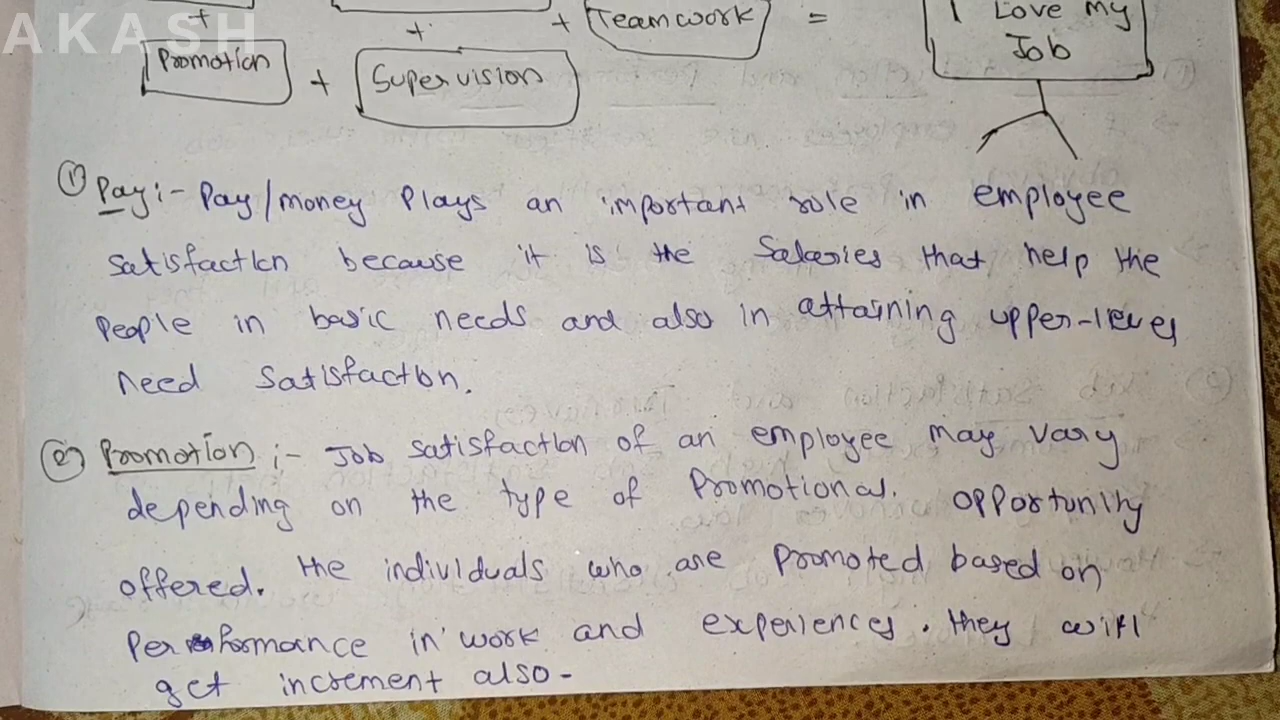 AKASH
+ + + Teamwork = I Love my
Job
Promotion + Supervision
① Pay :- Pay/money Plays an important role in employee
satisfaction because it is the Salaries that help the
People in basic needs and also in attaining upper-level
need satisfaction.
② Promotion :- Job satisfaction of an employee may vary
depending on the type of Promotional. opportunity
offered. the individuals who are promoted based on
Performance in work and experiences. they will
get increment also-